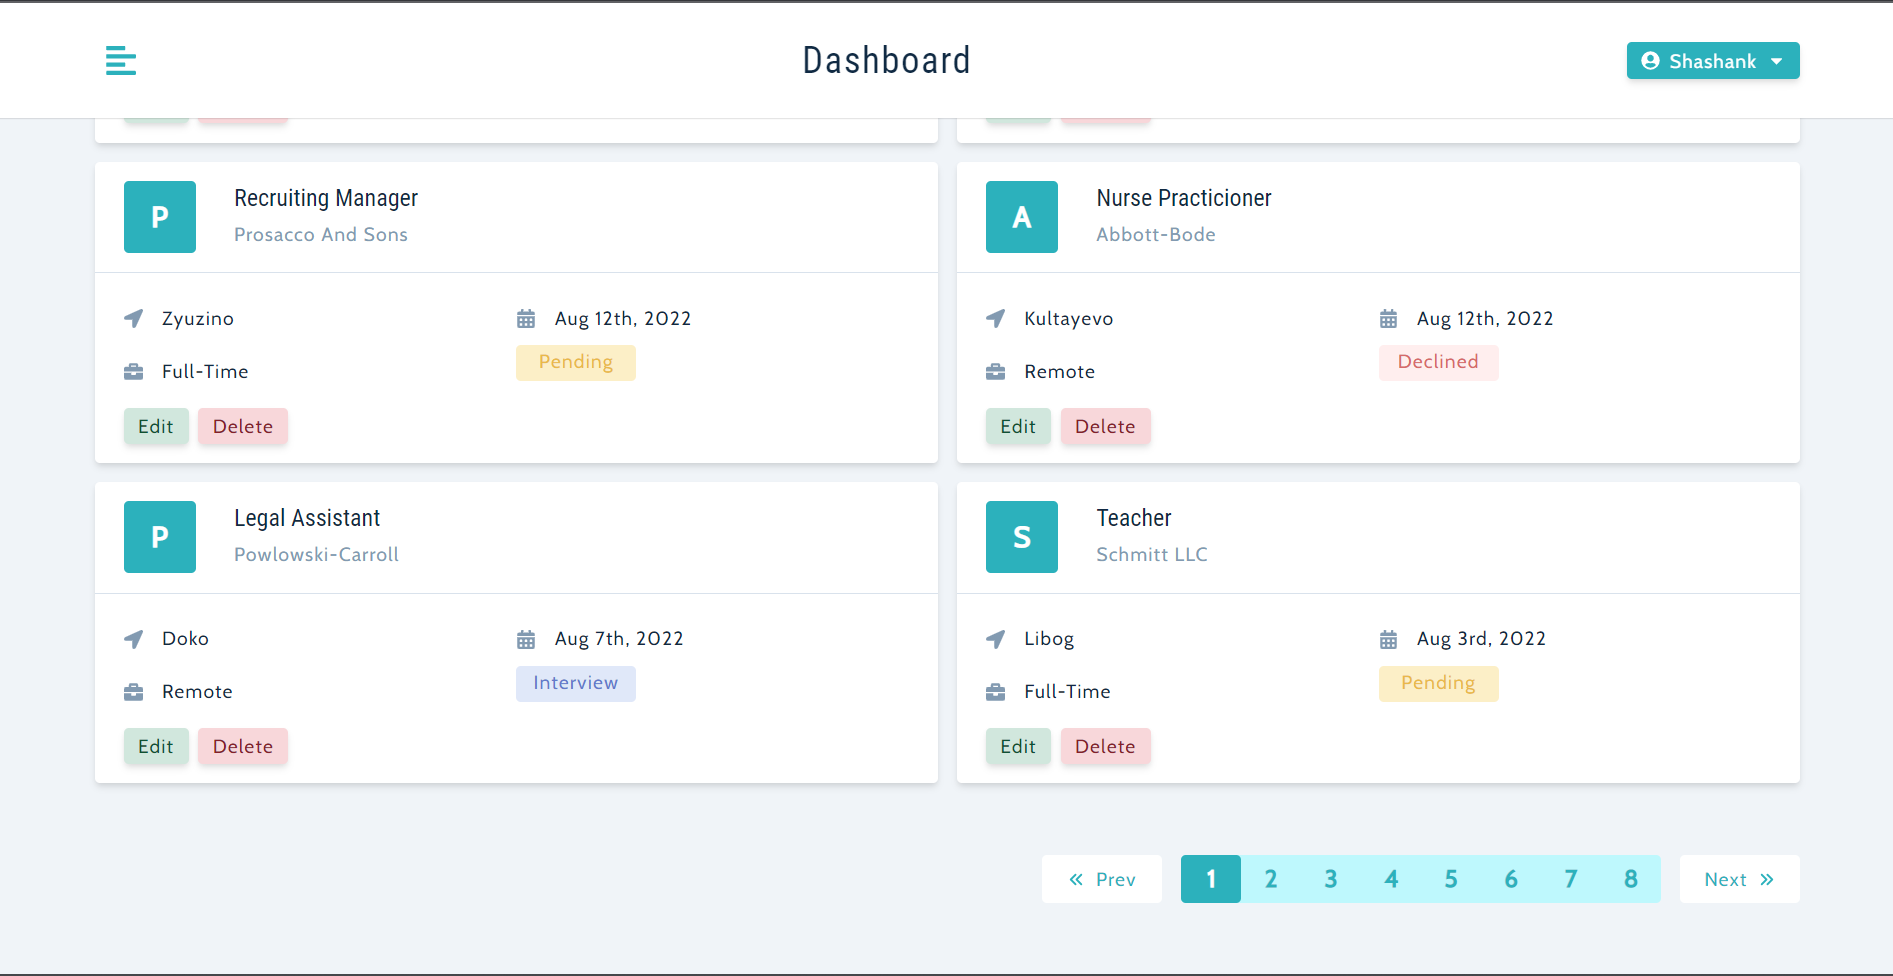 Dashboard
Shashank
P
Recruiting Manager
Prosacco And Sons
Zyuzino
Aug 12th, 2022
Full-Time
Pending
Edit Delete
A
Nurse Practicioner
Abbott-Bode
Kultayevo
Aug 12th, 2022
Remote
Declined
Edit Delete
P
Legal Assistant
Powlowski-Carroll
Doko
Aug 7th, 2022
Remote
Interview
Edit Delete
S
Teacher
Schmitt LLC
Libog
Aug 3rd, 2022
Full-Time
Pending
Edit Delete
« Prev 1 2 3 4 5 6 7 8 Next »